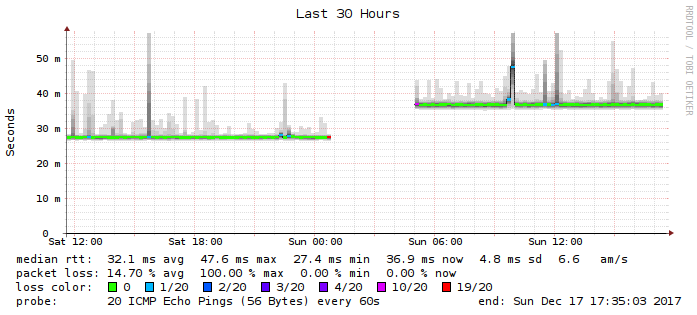 Last 30 Hours
RRDTOOL / TOBI OETIKER
Seconds
50 m
40 m
30 m
20 m
10 m
0
Sat 12:00 Sat 18:00 Sun 00:00 Sun 06:00 Sun 12:00
median rtt: 32.1 ms avg 47.6 ms max 27.4 ms min 36.9 ms now 4.8 ms sd 6.6 am/s
packet loss: 14.70 % avg 100.00 % max 0.00 % min 0.00 % now
loss color: 0 1/20 2/20 3/20 4/20 10/20 19/20
probe: 20 ICMP Echo Pings (56 Bytes) every 60s end: Sun Dec 17 17:35:03 2017